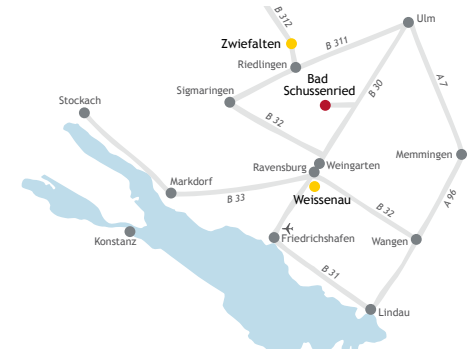 B 312
Ulm
Zwiefalten
B 311
Riedlingen
A 7
Bad
Schussenried
B 30
Sigmaringen
Stockach
B 32
Memmingen
Ravensburg
Weingarten
Markdorf
B 33
Weissenau
A 96
B 32
Konstanz
Friedrichshafen
Wangen
B 31
Lindau